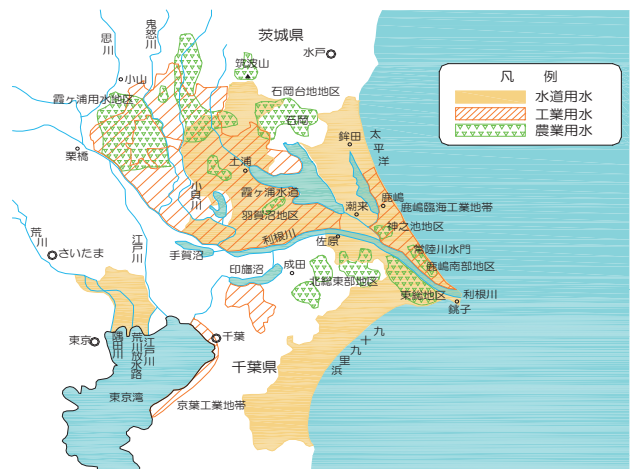 茨城県
水戸
思川
鬼怒川
小山
筑波山
石岡台地地区
石岡
霞ヶ浦用水地区
栗橋
鉾田
太平洋
凡 例
水道用水
工業用水
農業用水
土浦
小貝川
霞ヶ浦水道
羽賀沼地区
潮来
鹿嶋
鹿嶋臨海工業地帯
神之池地区
常陸川水門
鹿嶋南部地区
利根川
佐原
荒川
さいたま
江戸川
手賀沼
印旛沼
成田
北総東部地区
東総地区
利根川
銚子
東京
隅田川
荒川放水路
江戸川
千葉
千葉県
九十九里浜
東京湾
京葉工業地帯